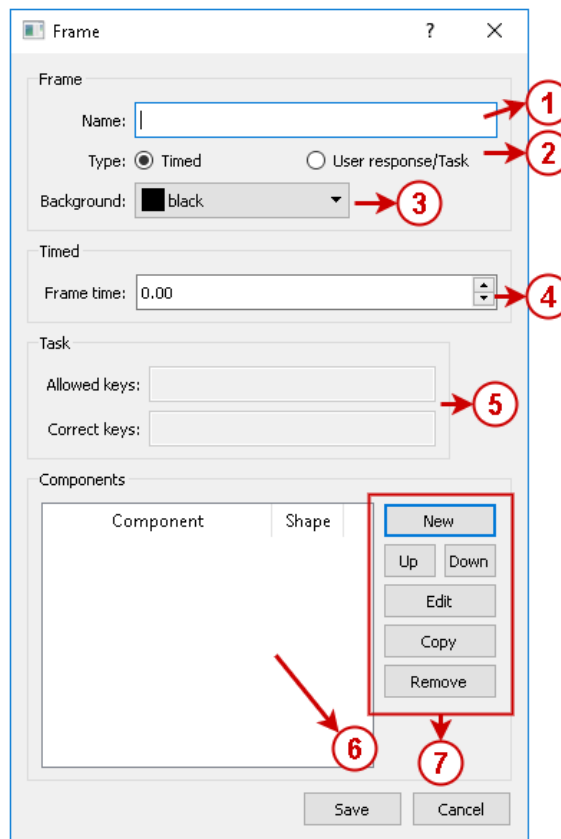 Frame ?
Frame
Name: 1
Type: Timed User response/Task 2
Background: black 3
Timed
Frame time: 0.00 4
Task
Allowed keys:
5
Correct keys:
Components
Component Shape New
Up Down
Edit
Copy
Remove
6 7
Save Cancel